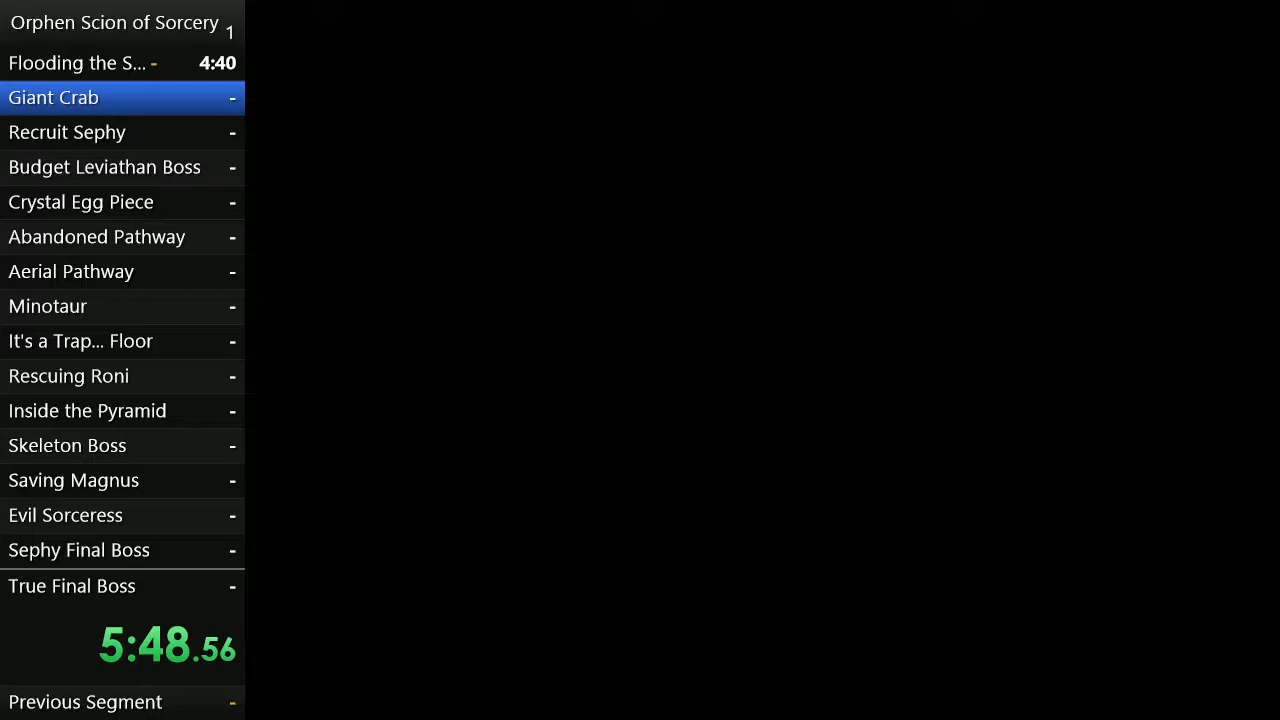 Orphen Scion of Sorcery 1
Flooding the S... - 4:40
Giant Crab -
Recruit Sephy -
Budget Leviathan Boss -
Crystal Egg Piece -
Abandoned Pathway -
Aerial Pathway -
Minotaur -
It's a Trap... Floor -
Rescuing Roni -
Inside the Pyramid -
Skeleton Boss -
Saving Magnus -
Evil Sorceress -
Sephy Final Boss -
True Final Boss -
5:48.56
Previous Segment -